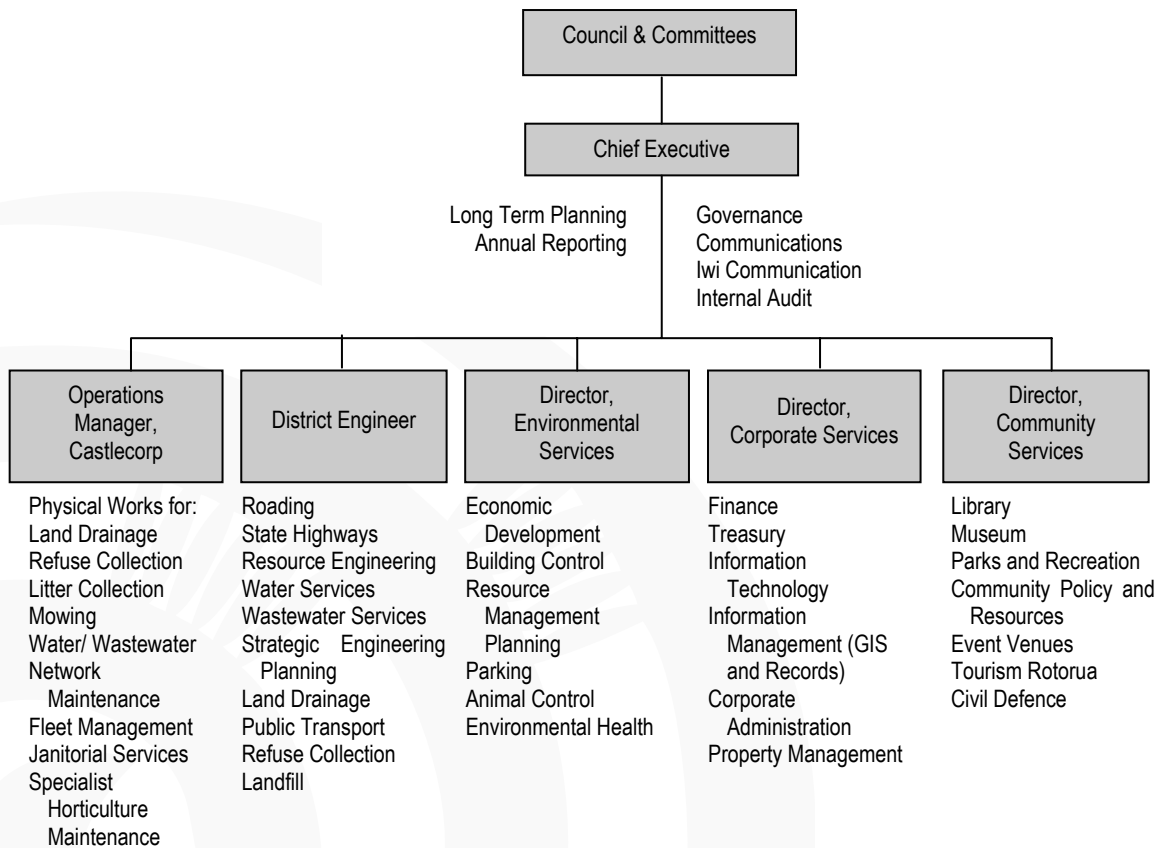 Council & Committees
Chief Executive
Long Term Planning
Annual Reporting
Governance
Communications
Iwi Communication
Internal Audit
Operations
Manager,
Castlecorp
Physical Works for:
Land Drainage
Refuse Collection
Litter Collection
Mowing
Water/ Wastewater
Network
Maintenance
Fleet Management
Janitorial Services
Specialist
Horticulture
Maintenance
District Engineer
Roading
State Highways
Resource Engineering
Water Services
Wastewater Services
Strategic Engineering
Planning
Land Drainage
Public Transport
Refuse Collection
Landfill
Director,
Environmental
Services
Economic
Development
Building Control
Resource
Management
Planning
Parking
Animal Control
Environmental Health
Director,
Corporate Services
Finance
Treasury
Information
Technology
Information
Management (GIS
and Records)
Corporate
Administration
Property Management
Director,
Community
Services
Library
Museum
Parks and Recreation
Community Policy and
Resources
Event Venues
Tourism Rotorua
Civil Defence